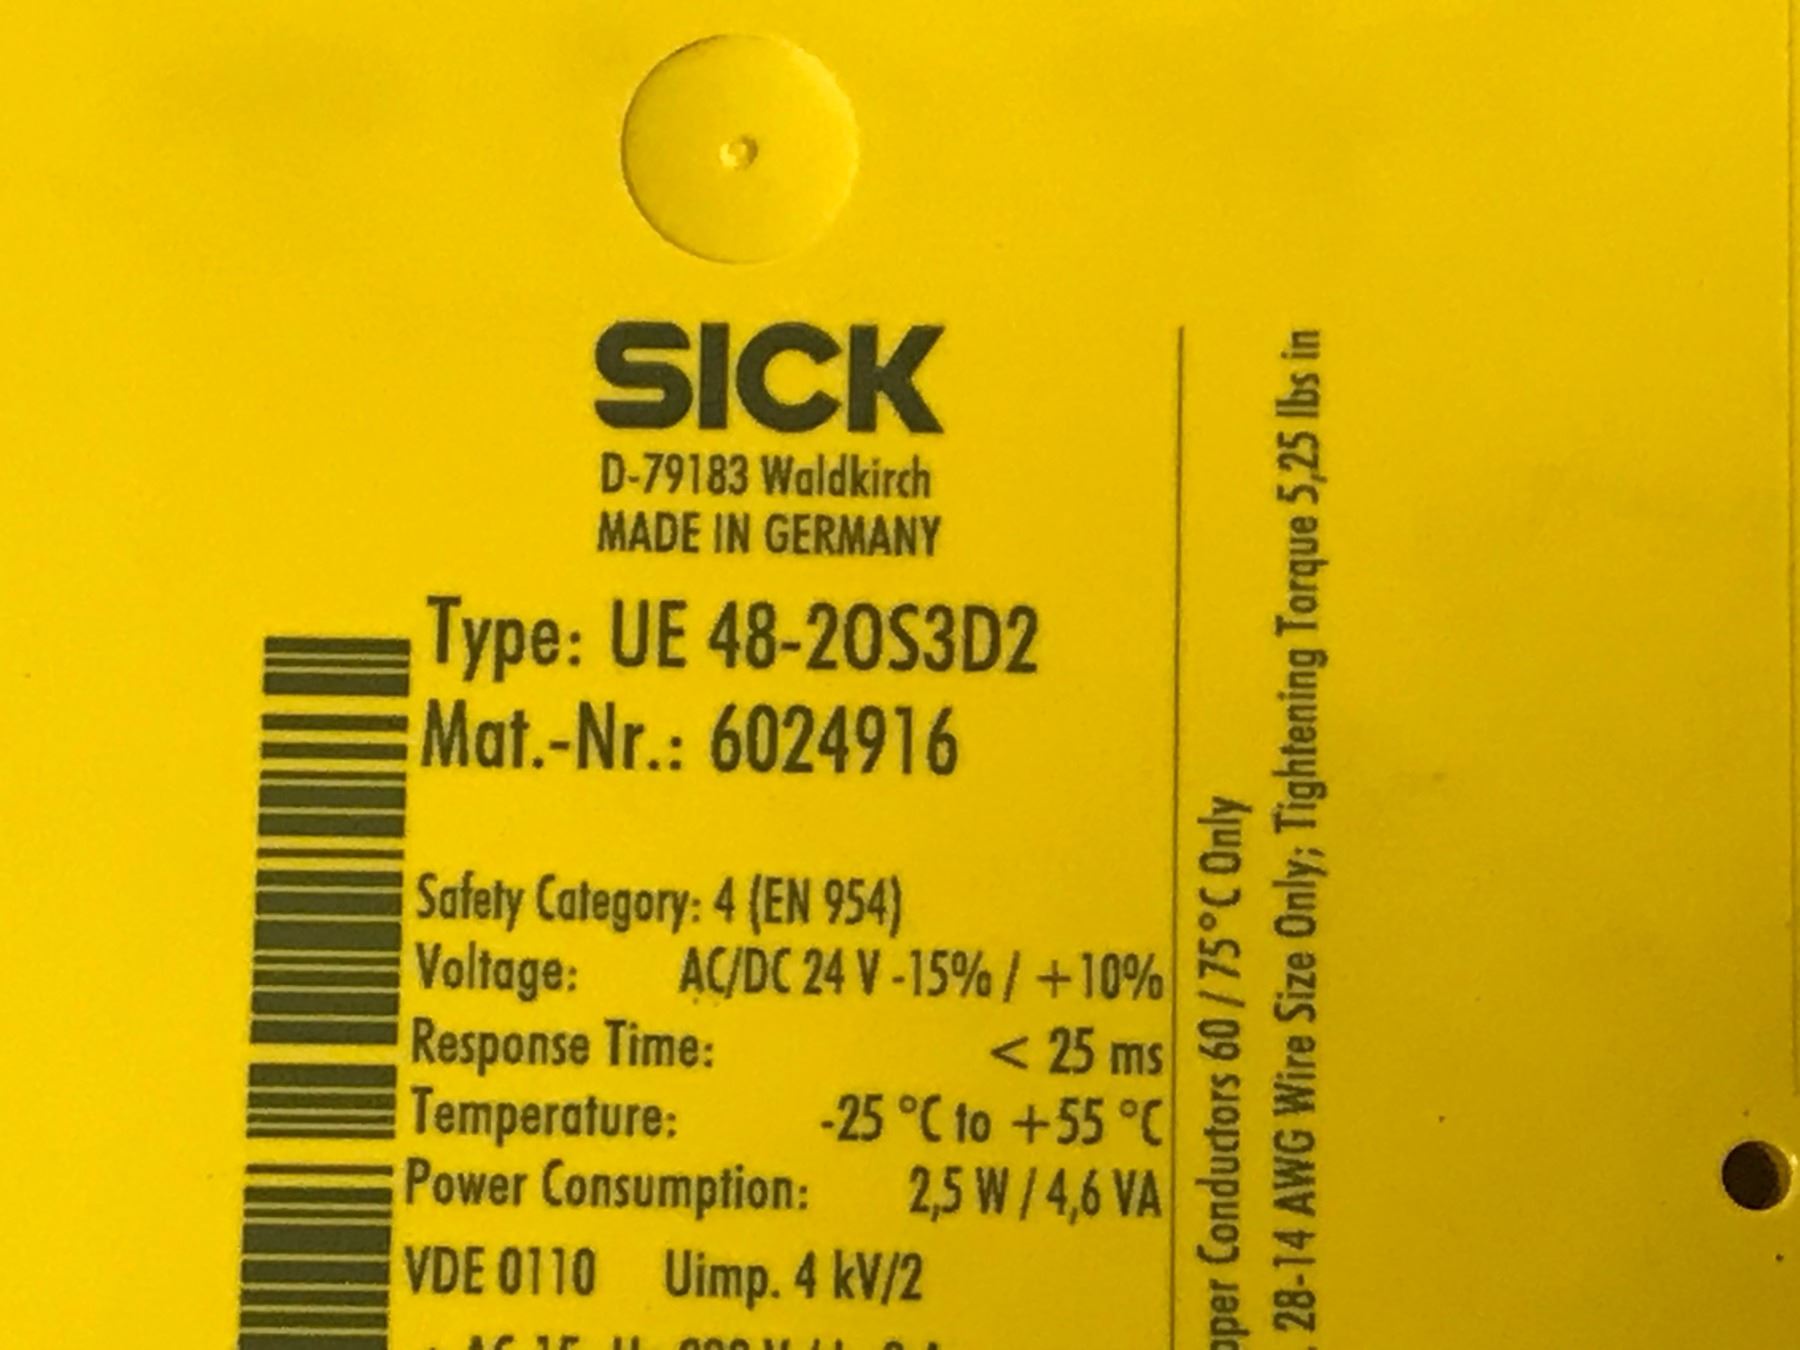 SICK
D-79183 Waldkirch
MADE IN GERMANY
Type: UE 48-2OS3D2
Mat.-Nr.: 6024916
Safety Category: 4 (EN 954)
Voltage: AC/DC 24 V -15% / +10%
Response Time: < 25 ms
Temperature: -25 °C to +55 °C
Power Consumption: 2,5 W / 4,6 VA
VDE 0110 Uimp. 4 kV/2
Conductors 60 / 75°C Only
28-14 AWG Wire Size Only; Tightening Torque 5,25 lbs in